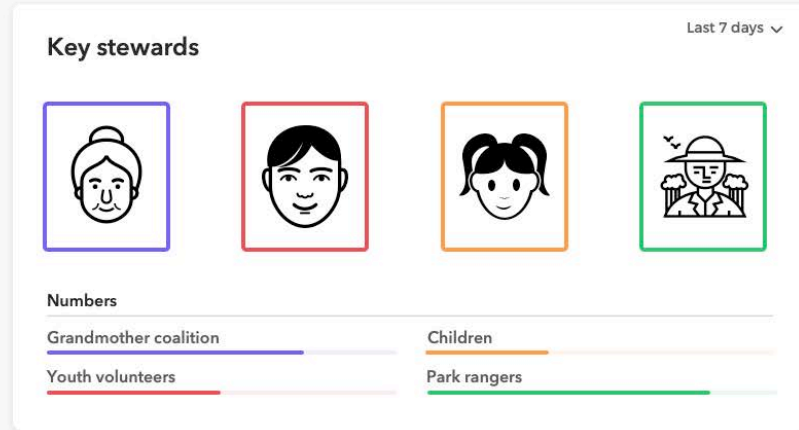 Last 7 days
Key stewards
Numbers
Grandmother coalition
Children
Youth volunteers
Park rangers